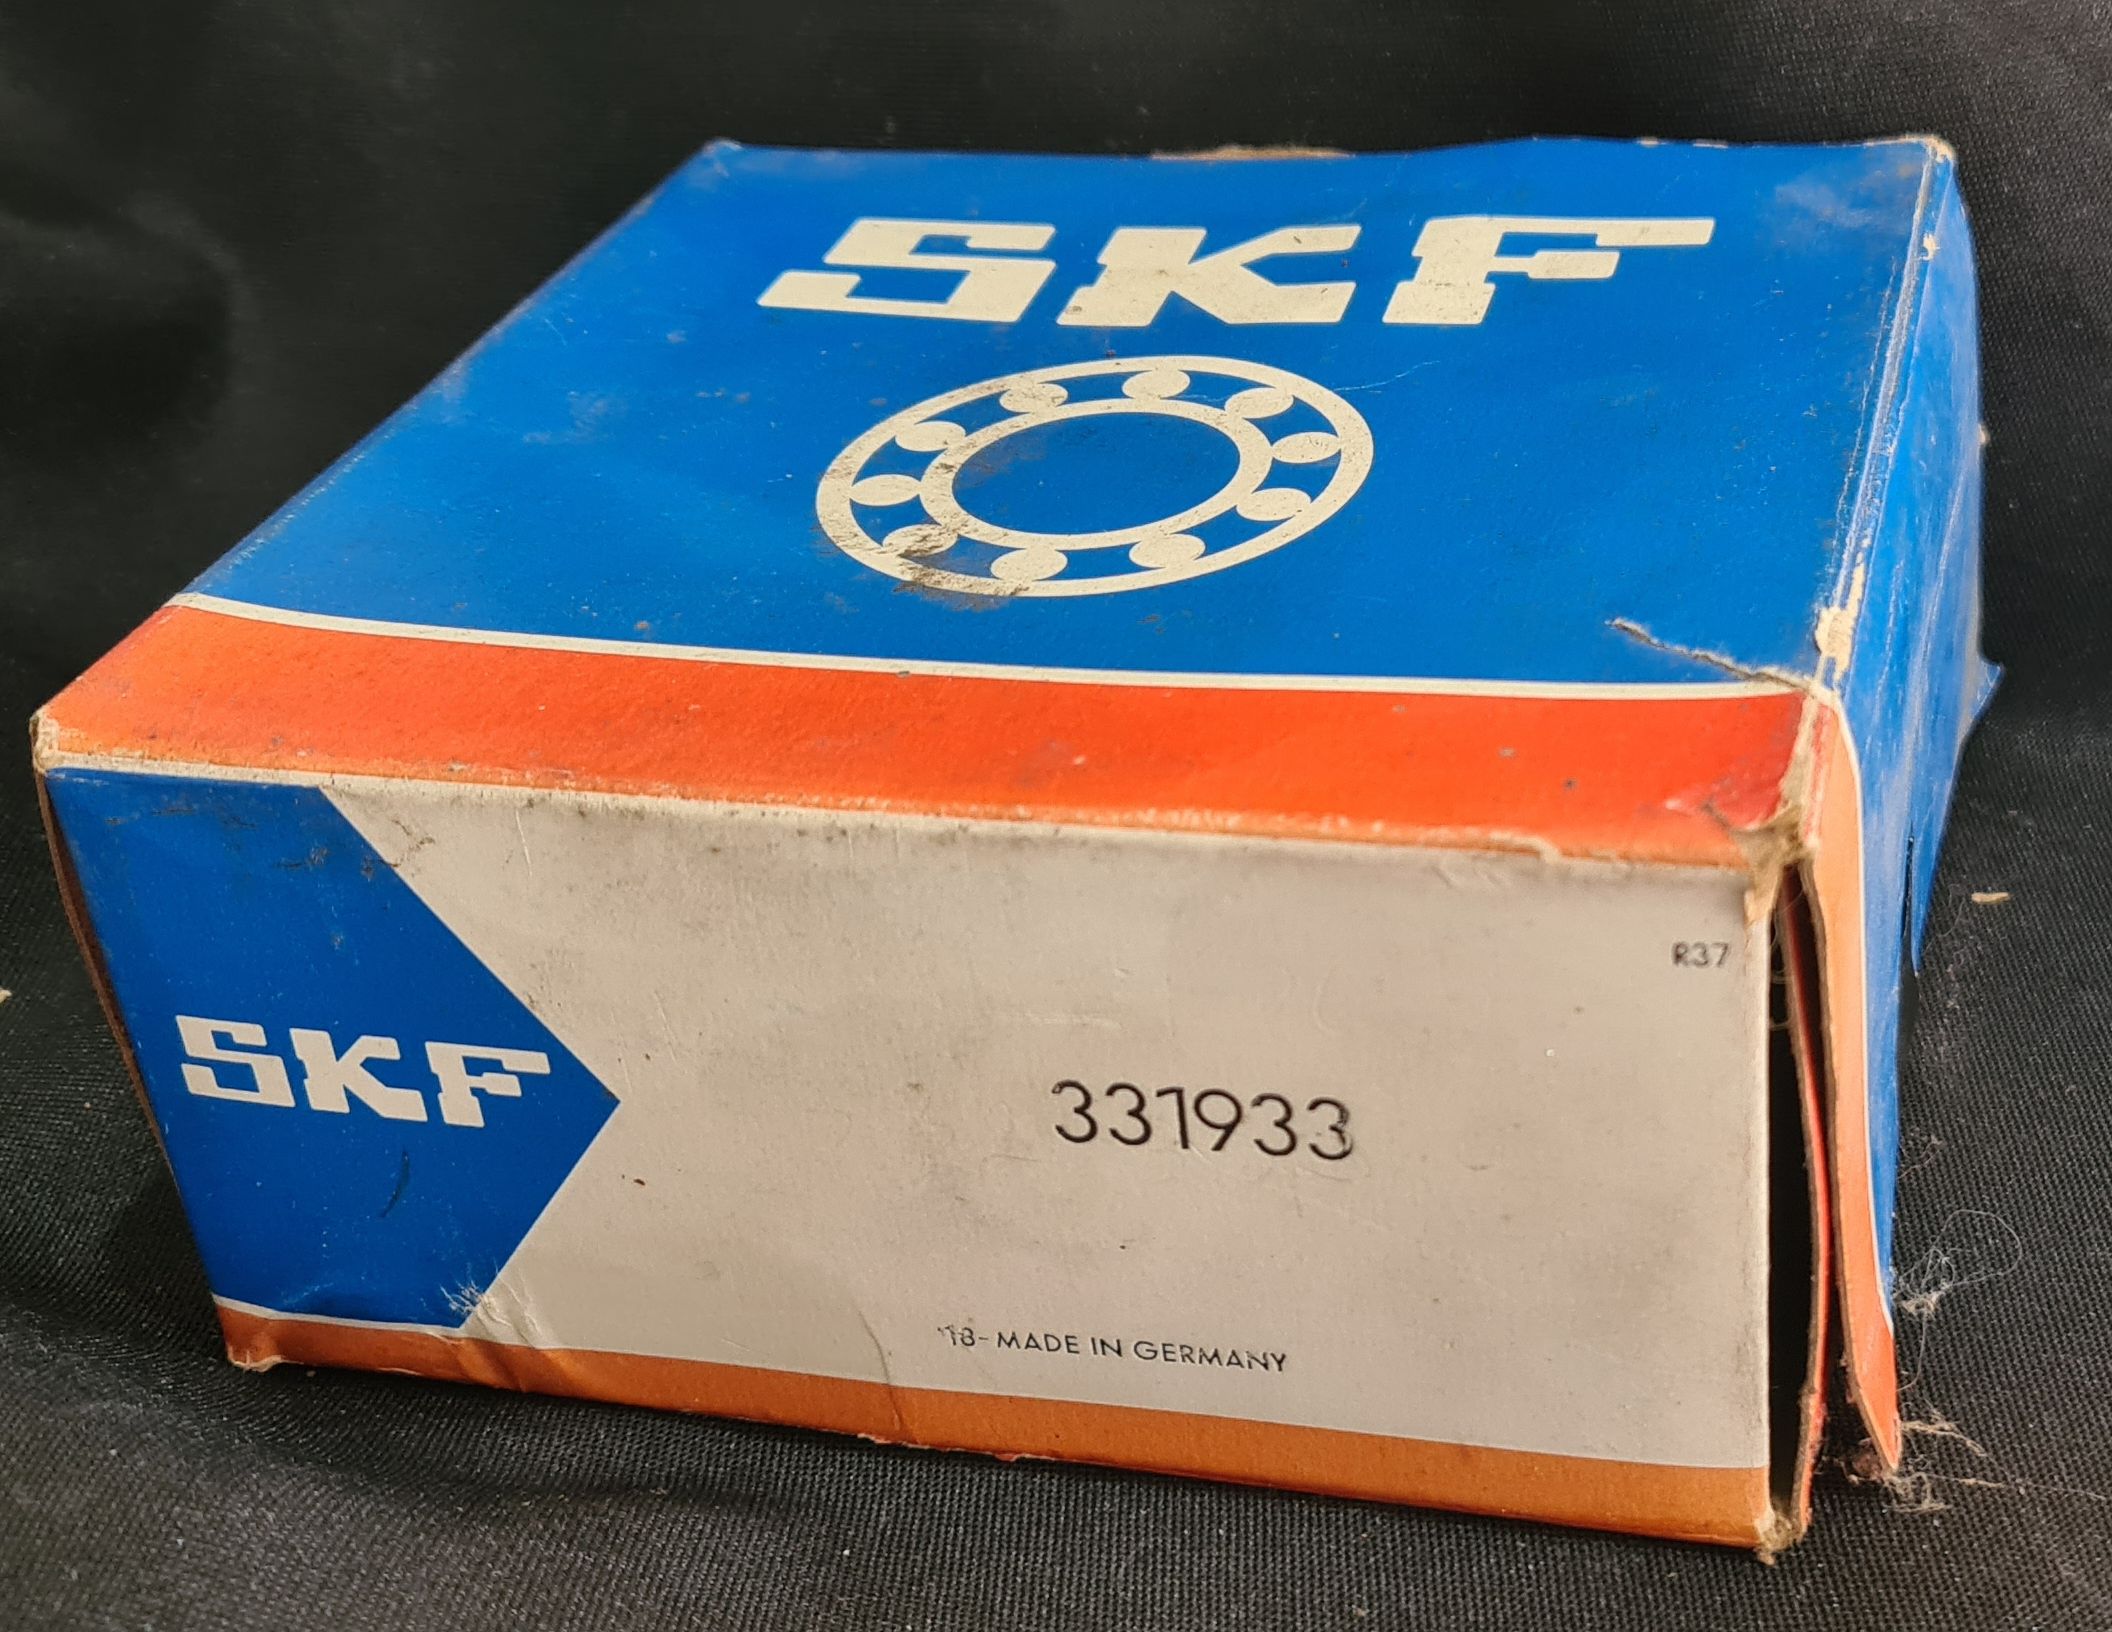 SKF
SKF
R37
331933
18- MADE IN GERMANY